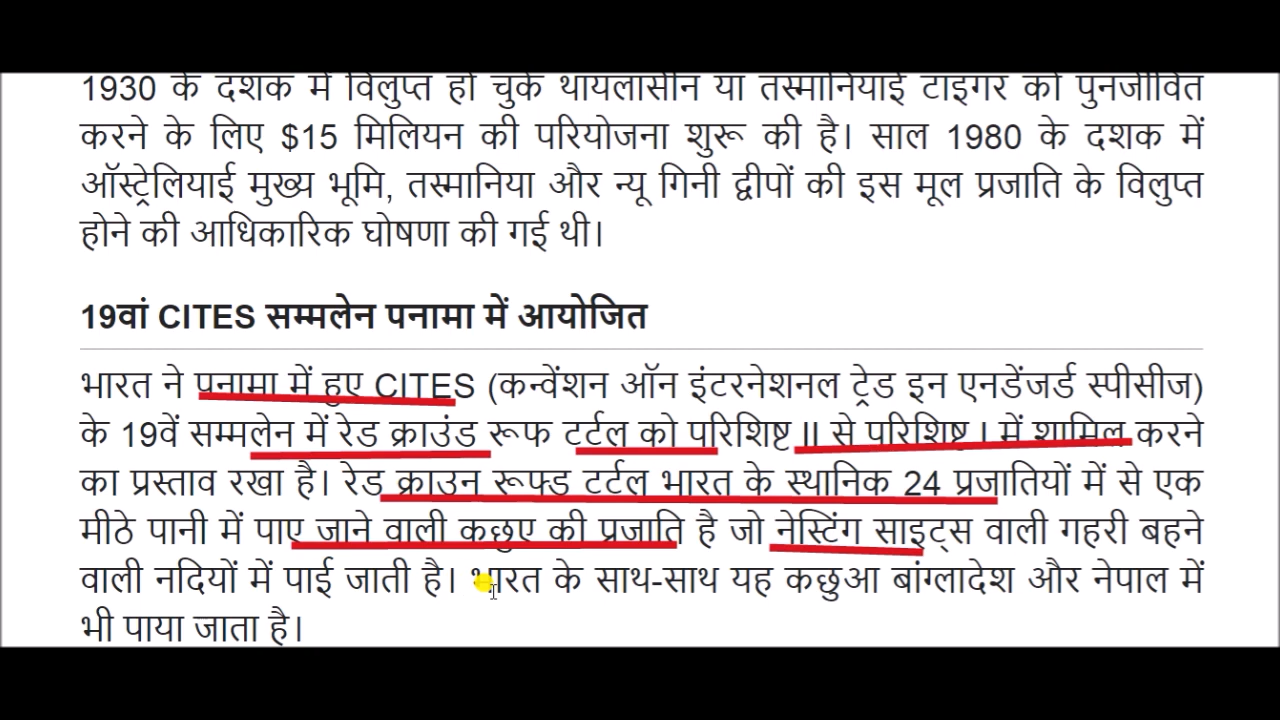 1930 के दशक में विलुप्त हो चुके थायलासीन या तस्मानियाई टाइगर को पुनर्जीवित
करने के लिए $15 मिलियन की परियोजना शुरू की है। साल 1980 के दशक में
ऑस्ट्रेलियाई मुख्य भूमि, तस्मानिया और न्यू गिनी द्वीपों की इस मूल प्रजाति के विलुप्त
होने की आधिकारिक घोषणा की गई थी।
19वां CITES सम्मलेन पनामा में आयोजित
भारत ने पनामा में हुए CITES (कन्वेंशन ऑन इंटरनेशनल ट्रेड इन एनडेंजर्ड स्पीसीज)
के 19वें सम्मलेन में रेड क्राउंड रूफ टर्टल को परिशिष्ट II से परिशिष्ट I में शामिल करने
का प्रस्ताव रखा है। रेड क्राउन रूफ्ड टर्टल भारत के स्थानिक 24 प्रजातियों में से एक
मीठे पानी में पाए जाने वाली कछुए की प्रजाति है जो नेस्टिंग साइट्स वाली गहरी बहने
वाली नदियों में पाई जाती है। भारत के साथ-साथ यह कछुआ बांग्लादेश और नेपाल में
भी पाया जाता है।